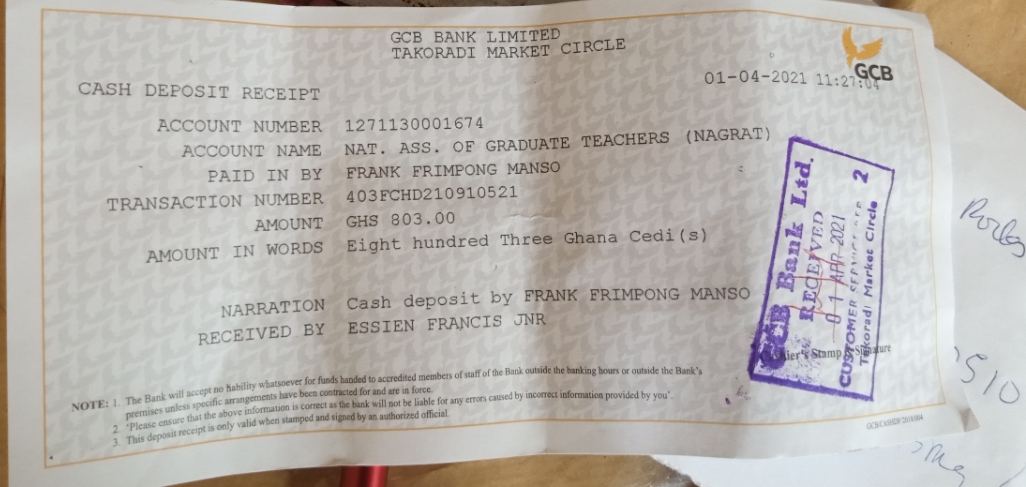 GCB BANK LIMITED
TAKORADI MARKET CIRCLE
GCB
01-04-2021 11:27:04
CASH DEPOSIT RECEIPT
ACCOUNT NUMBER 1271130001674
ACCOUNT NAME NAT. ASS. OF GRADUATE TEACHERS (NAGRAT)
PAID IN BY FRANK FRIMPONG MANSO
TRANSACTION NUMBER 403FCHD210910521
AMOUNT GHS 803.00
AMOUNT IN WORDS Eight hundred Three Ghana Cedi(s)
NARRATION Cash deposit by FRANK FRIMPONG MANSO
RECEIVED BY ESSIEN FRANCIS JNR
GCB Bank Ltd.
RECEIVED
01 APR 2021
CUSTOMER SERVICE 2
Takoradi Market Circle
Cashier's Stamp & Signature
NOTE: 1. The Bank will accept no liability whatsoever for funds handed to accredited members of staff of the Bank outside the banking hours or outside the Bank's
premises unless specific arrangements have been contracted for and are in force.
2. 'Please ensure that the above information is correct as the bank will not be liable for any errors caused by incorrect information provided by you'.
3. This deposit receipt is only valid when stamped and signed by an authorized official.
510